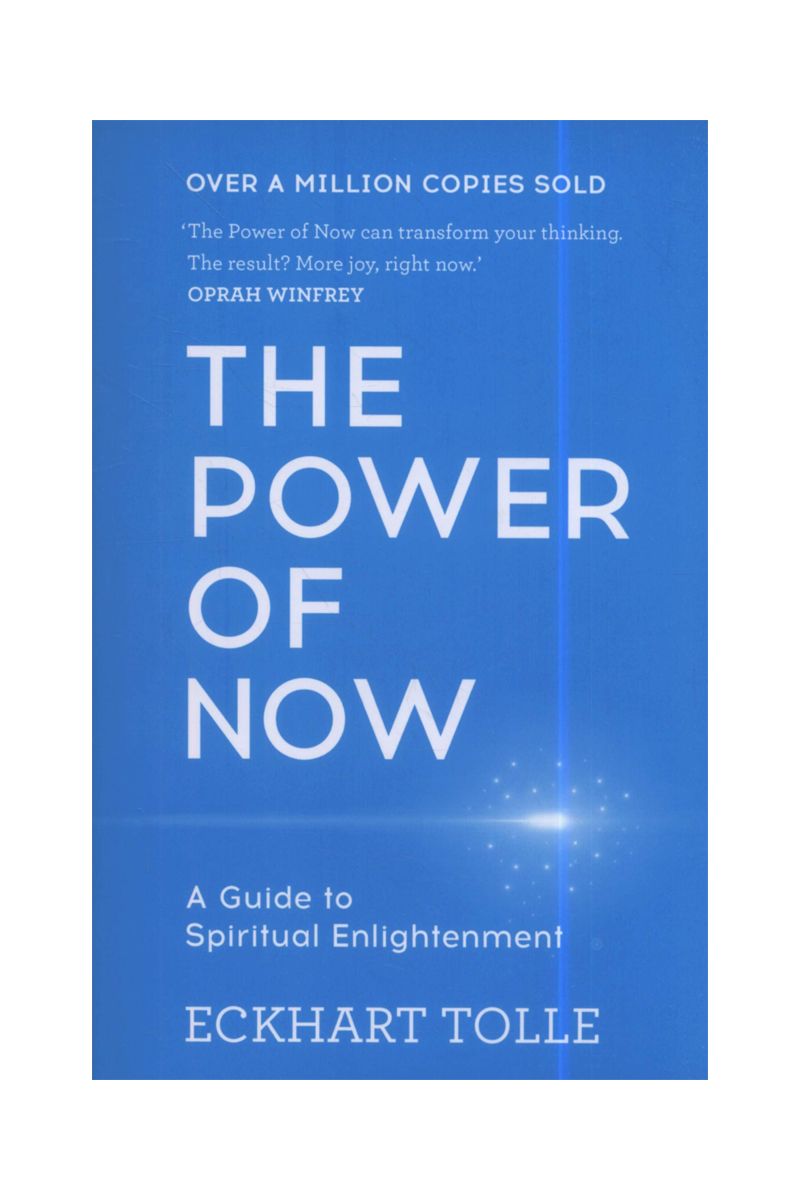 OVER A MILLION COPIES SOLD
‘The Power of Now can transform your thinking.
The result? More joy, right now.’
OPRAH WINFREY
THE
POWER
OF
NOW
A Guide to
Spiritual Enlightenment
ECKHART TOLLE